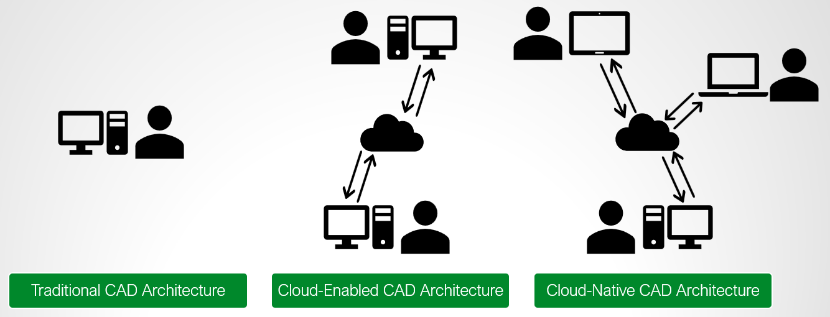 Traditional CAD Architecture
Cloud-Enabled CAD Architecture
Cloud-Native CAD Architecture